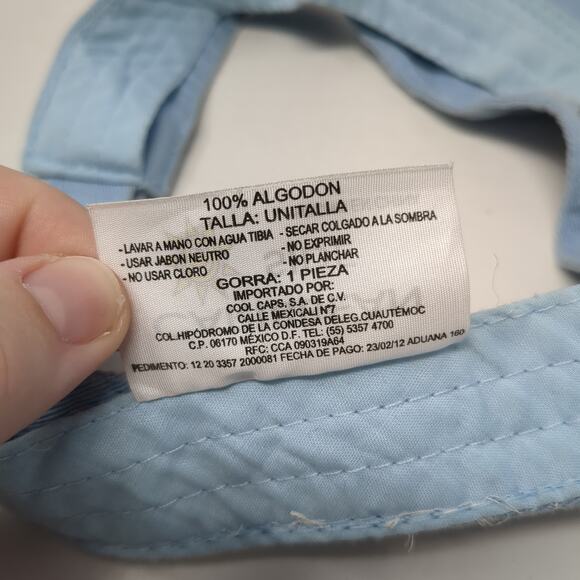 100% ALGODON
TALLA: UNITALLA
- LAVAR A MANO CON AGUA TIBIA - SECAR COLGADO A LA SOMBRA
- USAR JABON NEUTRO - NO EXPRIMIR
- NO USAR CLORO - NO PLANCHAR
GORRA: 1 PIEZA
IMPORTADO POR:
COOL CAPS, S.A. DE C.V.
CALLE MEXICALI N°7
COL.HIPÓDROMO DE LA CONDESA DELEG.CUAUTÉMOC
C.P. 06170 MÉXICO D.F. TEL: (55) 5357 4700
RFC: CCA 090319A64
PEDIMENTO: 12 20 3357 2000081 FECHA DE PAGO: 23/02/12 ADUANA 160